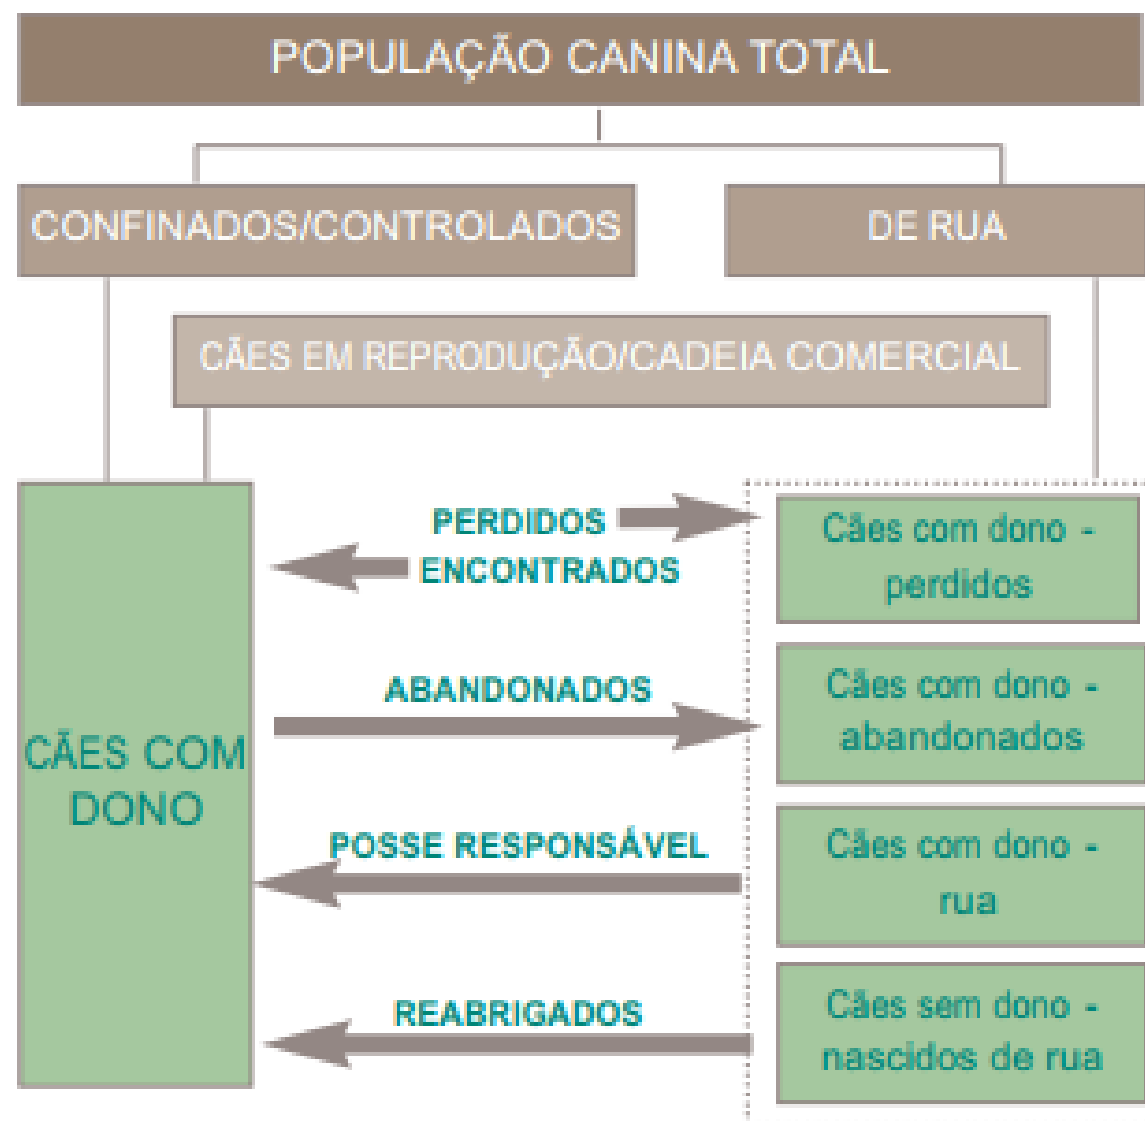 POPULAÇÃO CANINA TOTAL
CONFINADOS/CONTROLADOS
DE RUA
CÃES EM REPRODUÇÃO/CADEIA COMERCIAL
CÃES COM
DONO
PERDIDOS
ENCONTRADOS
ABANDONADOS
POSSE RESPONSÁVEL
REABRIGADOS
Cães com dono -
perdidos
Cães com dono -
abandonados
Cães com dono -
rua
Cães sem dono -
nascidos de rua